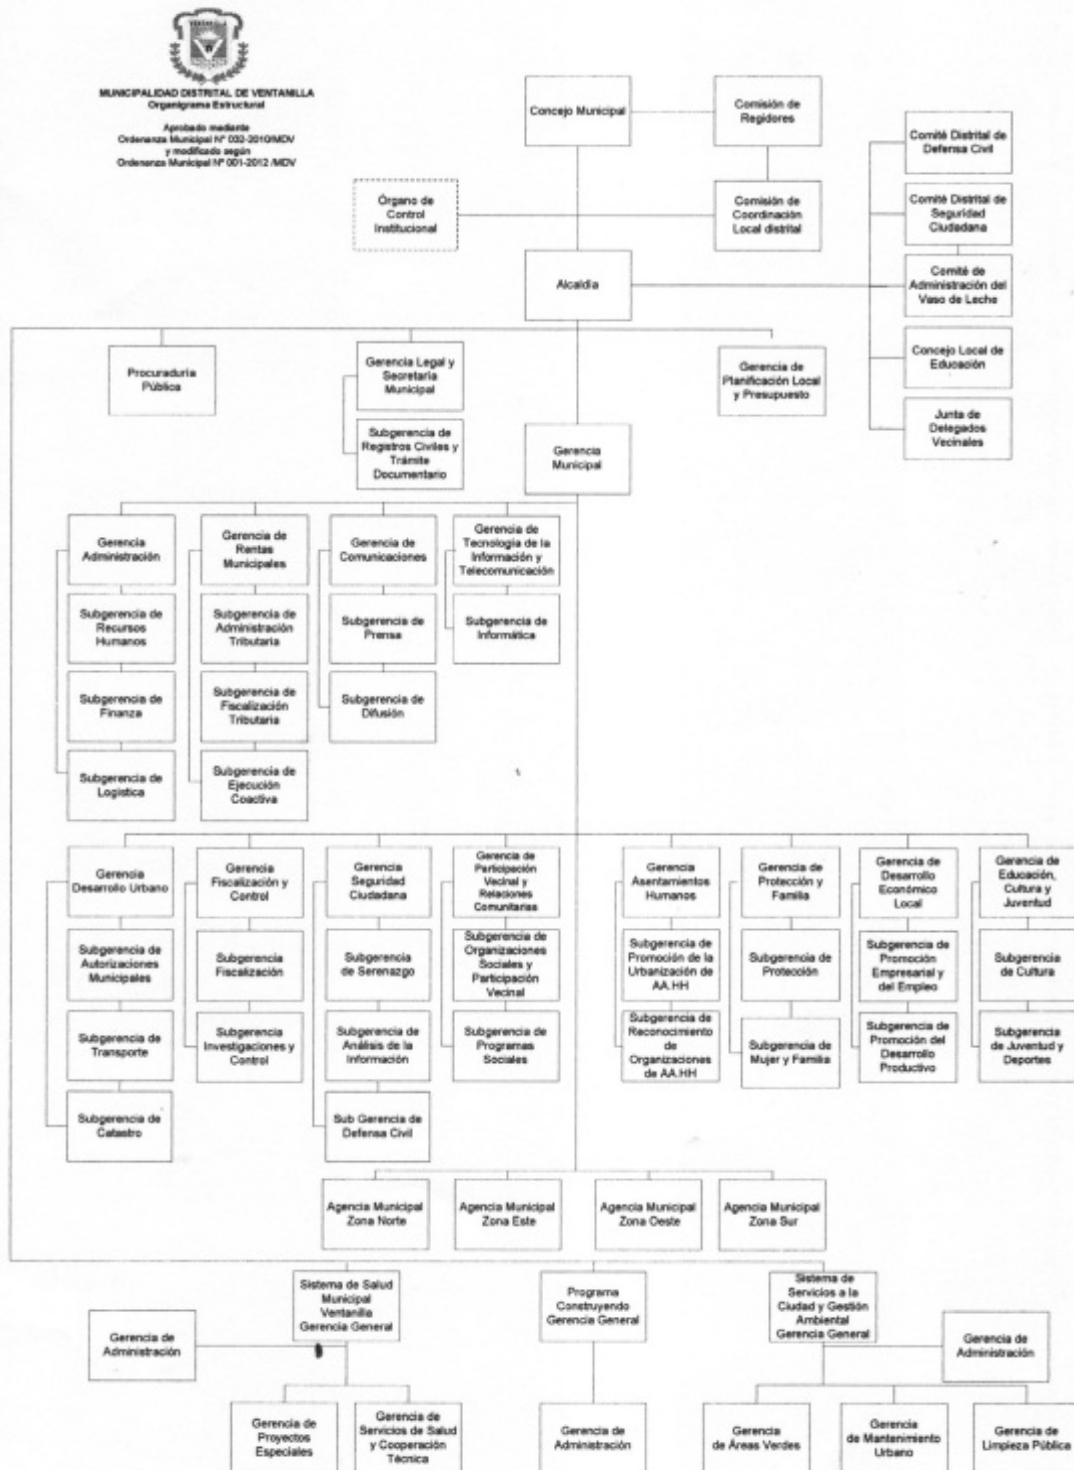 MUNICIPALIDAD DISTRITAL DE VENTANILLA
Organigrama Estructural
Aprobado mediante
Ordenanza Municipal Nº 032-2010/MDV
y modificado según
Ordenanza Municipal Nº 001-2012 /MDV
Concejo Municipal
Comisión de
Regidores
Comité Distrital de
Defensa Civil
Órgano de
Control
Institucional
Comisión de
Coordinación
Local distrital
Comité Distrital de
Seguridad
Ciudadana
Alcaldía
Comité de
Administración del
Vaso de Leche
Procuraduría
Pública
Gerencia Legal y
Secretaría
Municipal
Gerencia de
Planificación Local
y Presupuesto
Concejo Local de
Educación
Subgerencia de
Registros Civiles y
Trámite
Documentario
Gerencia
Municipal
Junta de
Delegados
Vecinales
Gerencia
Administración
Gerencia de
Rentas
Municipales
Gerencia de
Comunicaciones
Gerencia de
Tecnología de la
Información y
Telecomunicación
Subgerencia de
Recursos
Humanos
Subgerencia de
Administración
Tributaria
Subgerencia de
Prensa
Subgerencia de
Informática
Subgerencia de
Finanza
Subgerencia de
Fiscalización
Tributaria
Subgerencia de
Difusión
Subgerencia de
Logística
Subgerencia de
Ejecución
Coactiva
Gerencia
Desarrollo Urbano
Gerencia
Fiscalización y
Control
Gerencia
Seguridad
Ciudadana
Gerencia de
Participación
Vecinal y
Relaciones
Comunitarias
Gerencia
Asentamientos
Humanos
Gerencia de
Protección y
Familia
Gerencia de
Desarrollo
Económico
Local
Gerencia de
Educación,
Cultura y
Juventud
Subgerencia de
Autorizaciones
Municipales
Subgerencia
Fiscalización
Subgerencia
de Serenazgo
Subgerencia de
Organizaciones
Sociales y
Participación
Vecinal
Subgerencia de
Promoción de la
Urbanización de
AA.HH
Subgerencia de
Protección
Subgerencia de
Promoción
Empresarial y
del Empleo
Subgerencia
de Cultura
Subgerencia de
Transporte
Subgerencia
Investigaciones y
Control
Subgerencia de
Análisis de la
Información
Subgerencia de
Programas
Sociales
Subgerencia de
Reconocimiento
de
Organizaciones
de AA.HH
Subgerencia de
Mujer y Familia
Subgerencia de
Promoción del
Desarrollo
Productivo
Subgerencia
de Juventud y
Deportes
Subgerencia de
Catastro
Sub Gerencia de
Defensa Civil
Agencia Municipal
Zona Norte
Agencia Municipal
Zona Este
Agencia Municipal
Zona Oeste
Agencia Municipal
Zona Sur
Sistema de Salud
Municipal
Ventanilla
Gerencia General
Programa
Construyendo
Gerencia General
Sistema de
Servicios a la
Ciudad y Gestión
Ambiental
Gerencia General
Gerencia de
Administración
Gerencia de
Administración
Gerencia de
Proyectos
Especiales
Gerencia de
Servicios de Salud
y Cooperación
Técnica
Gerencia de
Administración
Gerencia
de Áreas Verdes
Gerencia
de Mantenimiento
Urbano
Gerencia de
Limpieza Pública